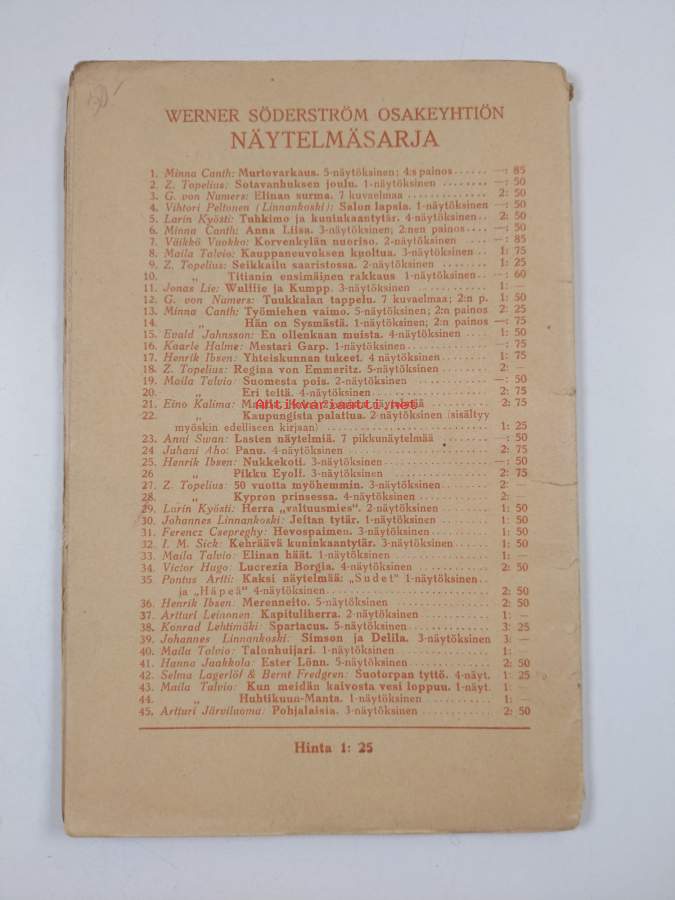 WERNER SÖDERSTRÖM OSAKEYHTIÖN
NÄYTELMÄSARJA
1. Minna Canth: Murtovarkaus. 5-näytöksinen; 4:s painos —: 85
2. Z. Topelius: Sotavanhuksen joulu. 1-näytöksinen —: 50
3. G. von Numers: Elinan surma. 7 kuvaelmaa 2: 50
4. Vihtori Peltonen (Linnankoski): Salon lapsia. 1-näytöksinen —: 50
5. Larin Kyösti: Tuhkimo ja kuninkaantytär. 4-näytöksinen 2: 50
6. Minna Canth: Anna Liisa. 3-näytöksinen; 2:nen painos —: 50
7. Väikkö Vuokko: Korvenkylän nuoriso. 2-näytöksinen —: 85
8. Maila Talvio: Kauppaneuvoksen kuoltua. 3-näytöksinen 1: 75
9. Z. Topelius: Seikkailu saaristossa. 2-näytöksinen 1: 25
10. „ Titianin ensimäinen rakkaus 1-näytöksinen —: 60
11. Jonas Lie: Wulffie ja Kumpp. 3-näytöksinen 1: —
12. G. von Numers: Tuukkalan tappelu. 7 kuvaelmaa; 2:n p. 1: 50
13. Minna Canth: Työmiehen vaimo. 5-näytöksinen; 2:n painos 2: 25
14. „ Hän on Sysmästä. 1-näytöksinen; 2:n painos —: 75
15. Evald Jahnsson: En ollenkaan muista. 4-näytöksinen 1: 50
16. Kaarle Halme: Mestari Garp. 1-näytöksinen —: 75
17. Henrik Ibsen: Yhteiskunnan tukeet. 4 näytöksinen 1: 75
18. Z. Topelius: Regina von Emmeritz. 5-näytöksinen 2: —
19. Maila Talvio: Suomesta pois. 2-näytöksinen —: 50
20. „ Eri teitä. 4-näytöksinen 2: 75
21. Eino Kalima: 2: 75
22. „ Kaupungista palattua. 2-näytöksinen (sisältyy
myöskin edelliseen kirjaan) 1: 25
23. Anni Swan: Lasten näytelmiä. 7 pikkunäytelmää —: 50
24 Juhani Aho: Panu. 4-näytöksinen 2: 75
25. Henrik Ibsen: Nukkekoti. 3-näytöksinen —: 50
26 „ Pikku Eyolf. 3-näytöksinen 2: 75
27. Z. Topelius: 50 vuotta myöhemmin. 3-näytöksinen 2: —
28. „ Kypron prinsessa. 4-näytöksinen 2: —
29. Larin Kyösti: Herra „valtuusmies". 2-näytöksinen 1: 50
30. Johannes Linnankoski: Jeftan tytär. 1-näytöksinen 1: 50
31. Ferencz Csepreghy: Hevospaimen. 3-näytöksinen 1: 50
32. I. M. Sick: Kehräävä kuninkaantytär. 3-näytöksinen 1: 50
33. Maila Talvio: Elinan häät. 1-näytöksinen 1: —
34. Victor Hugo: Lucrezia Borgia. 4-näytöksinen 2: 50
35 Pontus Artti: Kaksi näytelmää: „Sudet" 1-näytöksinen
ja „Häpeä" 4-näytöksinen 2: 50
36. Henrik Ibsen: Merenneito. 5-näytöksinen 2: 50
37. Artturi Leinonen: Kapituliherra. 2-näytöksinen 1: —
38. Konrad Lehtimäki: Spartacus. 5-näytöksinen 3: 25
39. Johannes Linnankoski: Simson ja Delila. 3-näytöksinen 3: —
40. Maila Talvio: Talonhuijari. 1-näytöksinen 1: —
41. Hanna Jaakkola: Ester Lönn. 5-näytöksinen 2: 50
42. Selma Lagerlöf & Bernt Fredgren: Suotorpan tyttö. 4-näyt. 1: 25
43. Maila Talvio: Kun meidän kaivosta vesi loppuu. 1-näyt. 1: —
44. „ Huhtikuun-Manta. 1-näytöksinen 1: —
45. Artturi Järviluoma: Pohjalaisia. 3-näytöksinen 2: 50
Hinta 1: 25
Antikvariaatti.net